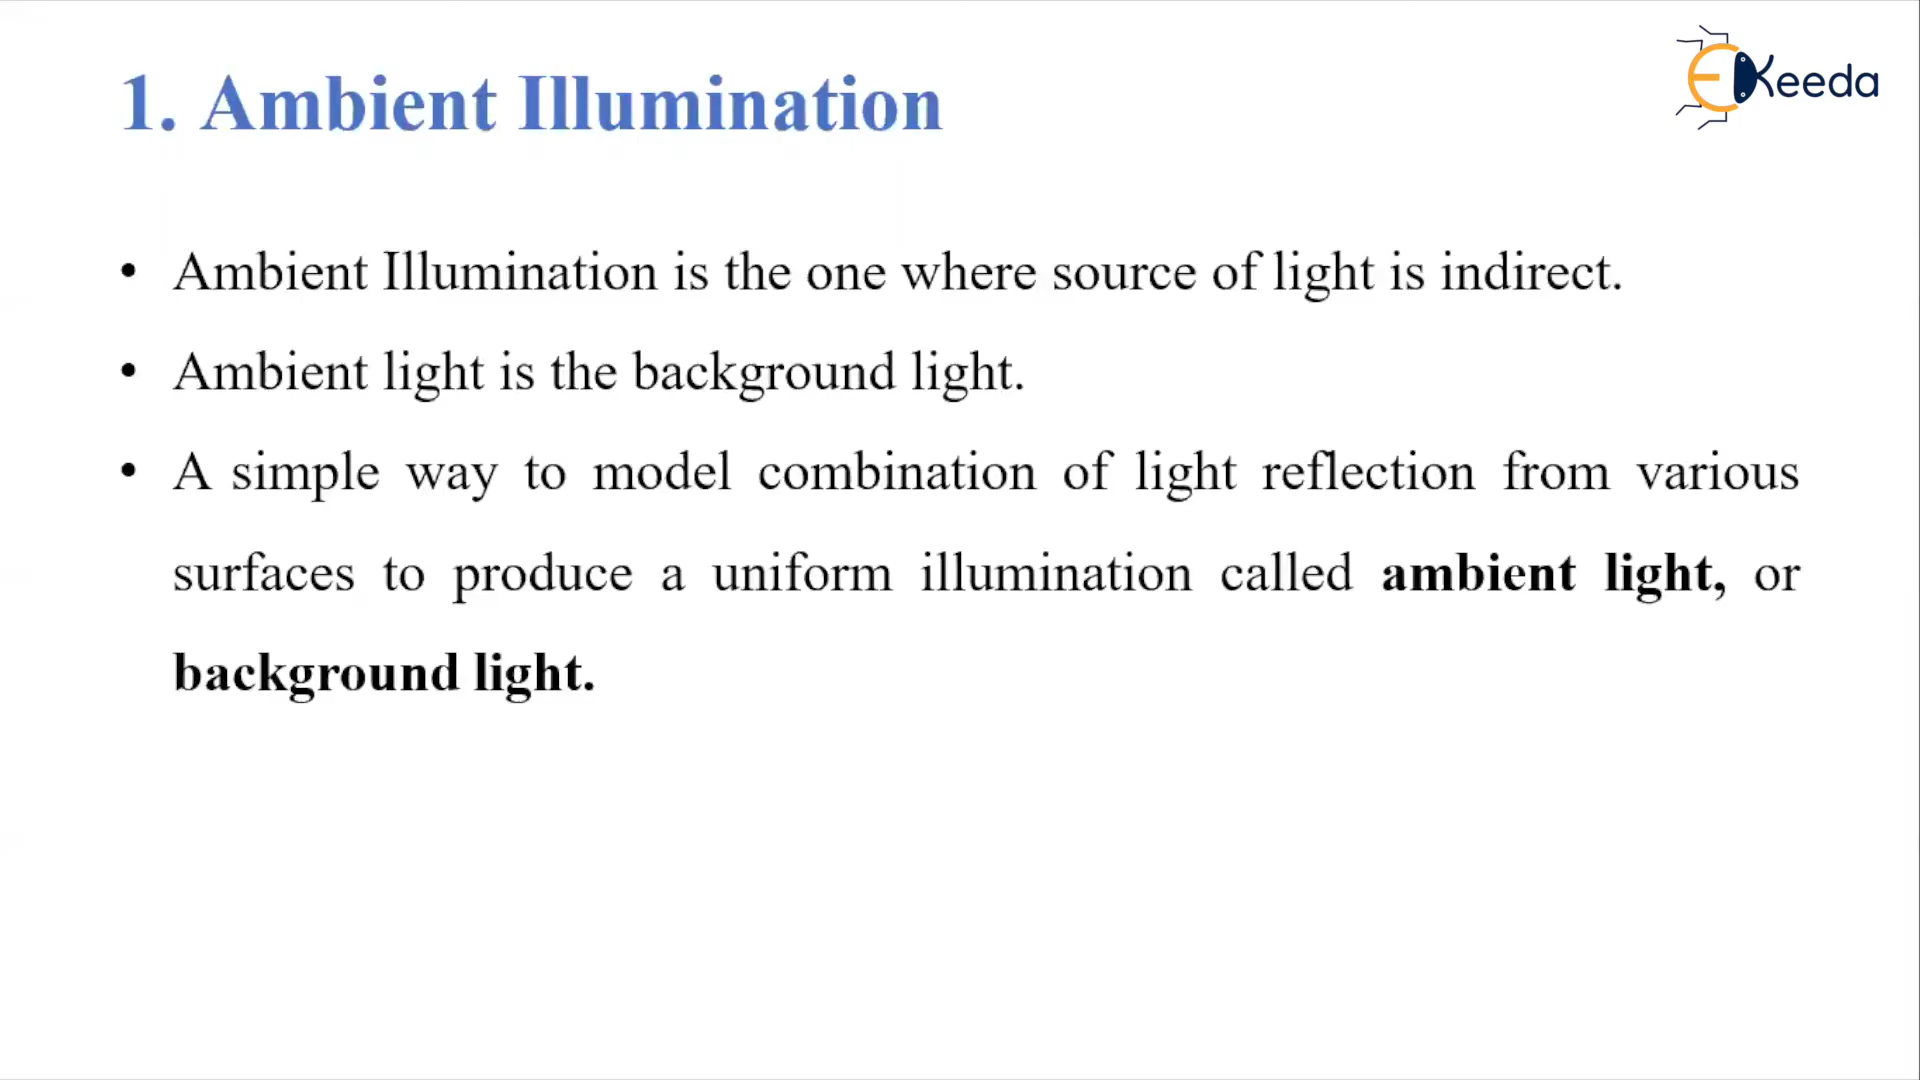 1. Ambient Illumination
EKeeda
• Ambient Illumination is the one where source of light is indirect.
• Ambient light is the background light.
• A simple way to model combination of light reflection from various
surfaces to produce a uniform illumination called ambient light, or
background light.